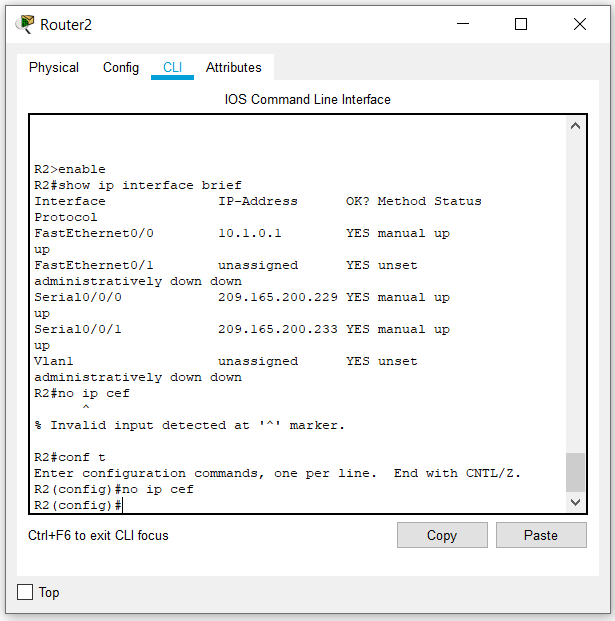 Router2
Physical Config CLI Attributes
IOS Command Line Interface
R2>enable
R2#show ip interface brief
Interface              IP-Address      OK? Method Status
Protocol
FastEthernet0/0        10.1.0.1        YES manual up
up
FastEthernet0/1        unassigned      YES unset
administratively down down
Serial0/0/0            209.165.200.229 YES manual up
up
Serial0/0/1            209.165.200.233 YES manual up
up
Vlan1                  unassigned      YES unset
administratively down down
R2#no ip cef
      ^
% Invalid input detected at '^' marker.
R2#conf t
Enter configuration commands, one per line.  End with CNTL/Z.
R2(config)#no ip cef
R2(config)#
Ctrl+F6 to exit CLI focus Copy Paste
Top